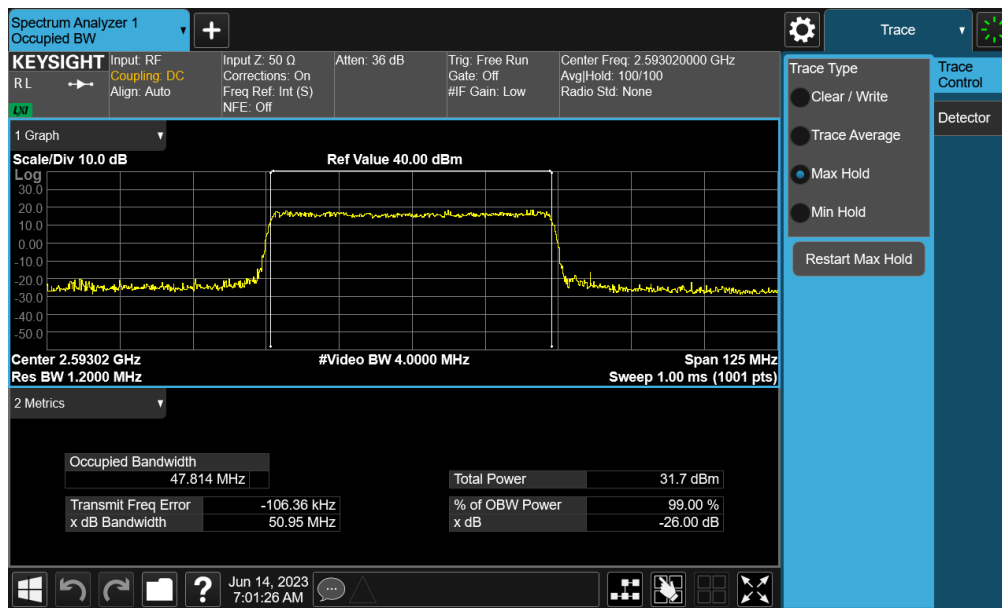 Spectrum Analyzer 1
Occupied BW
+
Trace
KEYSIGHT
R L
LXI
Input: RF
Coupling: DC
Align: Auto
Input Z: 50 Ω
Corrections: On
Freq Ref: Int (S)
NFE: Off
Atten: 36 dB
Trig: Free Run
Gate: Off
#IF Gain: Low
Center Freq: 2.593020000 GHz
Avg|Hold: 100/100
Radio Std: None
Trace Type
Clear / Write
Trace Average
Max Hold
Min Hold
Restart Max Hold
Trace
Control
Detector
1 Graph
Scale/Div 10.0 dB
Ref Value 40.00 dBm
Log
30.0
20.0
10.0
0.00
-10.0
-20.0
-30.0
-40.0
-50.0
Center 2.59302 GHz
#Video BW 4.0000 MHz
Span 125 MHz
Res BW 1.2000 MHz
Sweep 1.00 ms (1001 pts)
2 Metrics
Occupied Bandwidth
47.814 MHz
Total Power 31.7 dBm
Transmit Freq Error -106.36 kHz
% of OBW Power 99.00 %
x dB Bandwidth 50.95 MHz
x dB -26.00 dB
?
Jun 14, 2023
7:01:26 AM